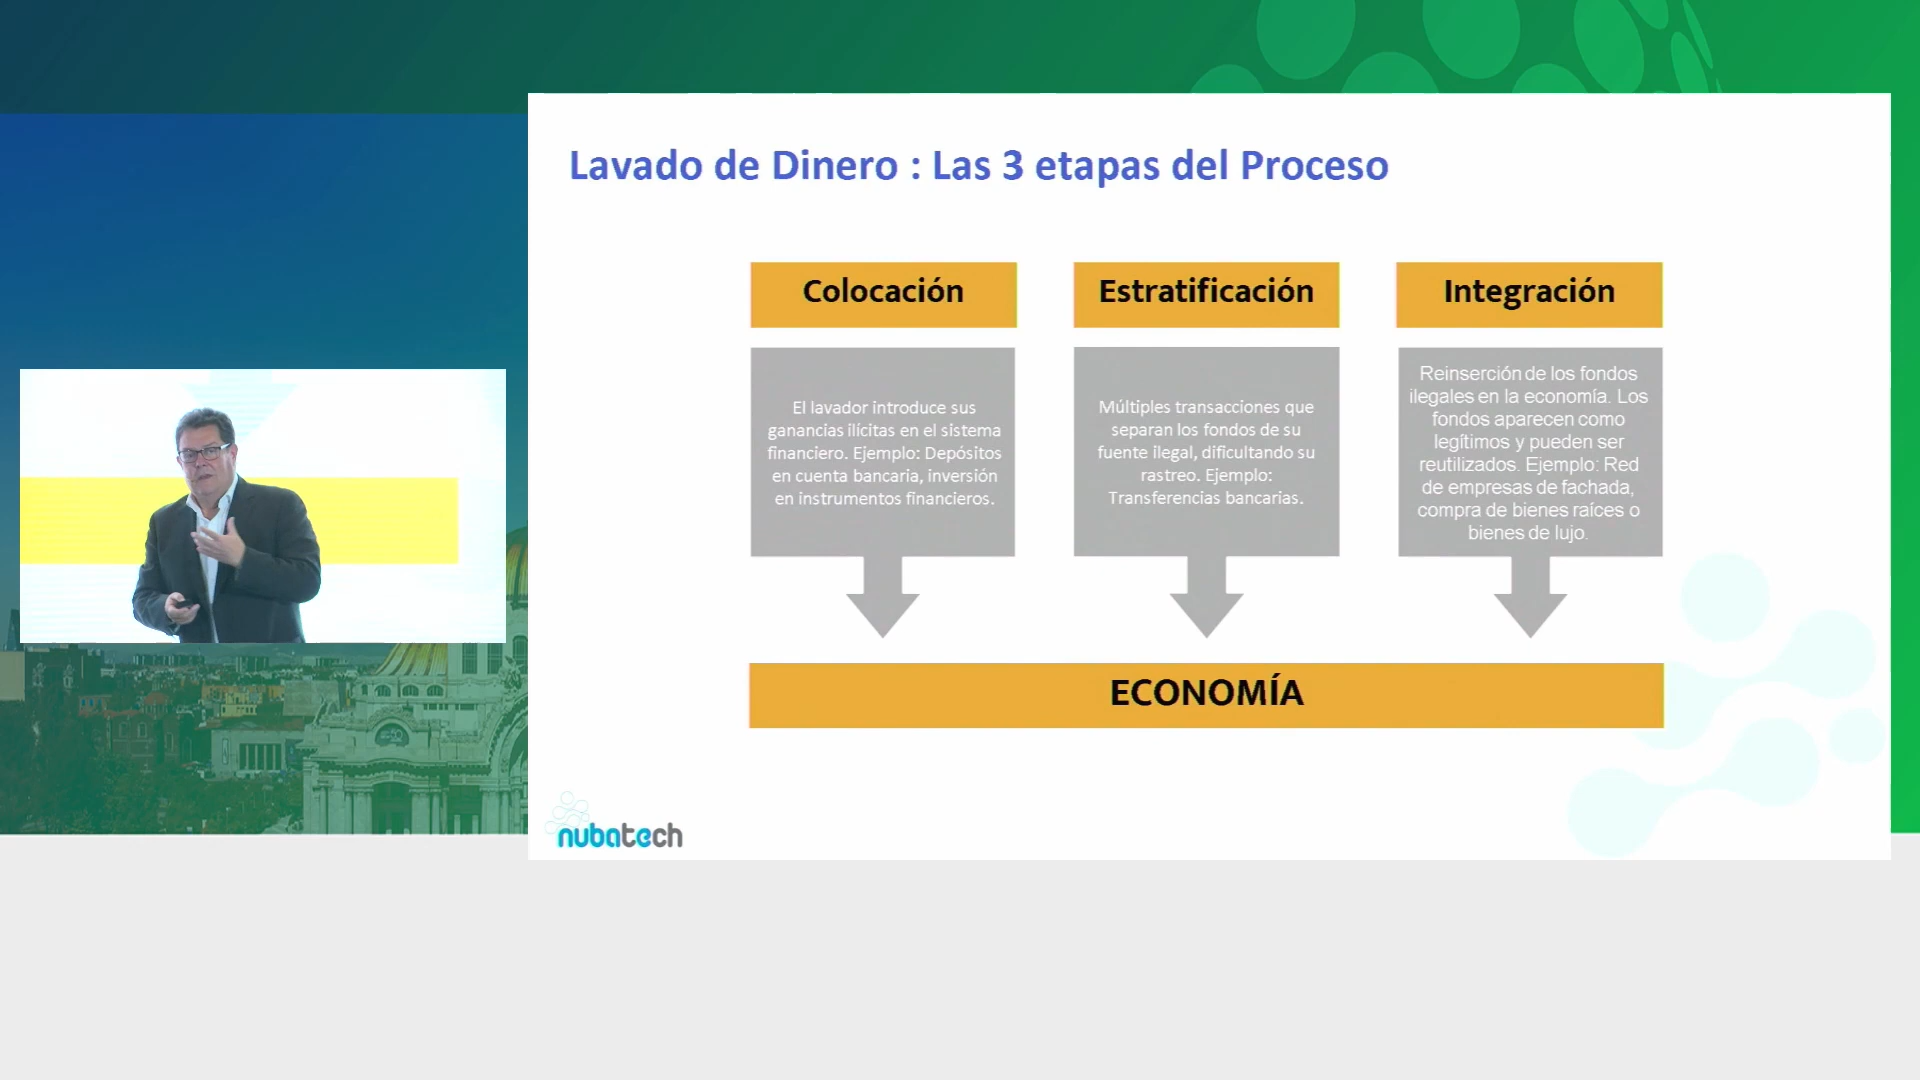 Lavado de Dinero : Las 3 etapas del Proceso
Colocación
El lavador introduce sus
ganancias ilícitas en el sistema
financiero. Ejemplo: Depósitos
en cuenta bancaria, inversión
en instrumentos financieros.
Estratificación
Múltiples transacciones que
separan los fondos de su
fuente ilegal, dificultando su
rastreo. Ejemplo:
Transferencias bancarias.
Integración
Reinserción de los fondos
ilegales en la economía. Los
fondos aparecen como
legítimos y pueden ser
reutilizados. Ejemplo: Red
de empresas de fachada,
compra de bienes raíces o
bienes de lujo.
ECONOMÍA
nubatech